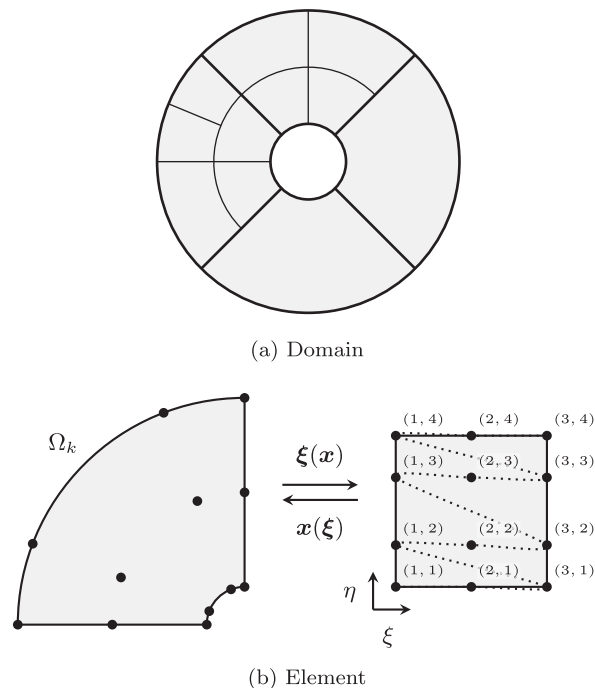 (a) Domain
Ωₖ
ξ(x)
x(ξ)
(1, 4) (2, 4) (3, 4)
(1, 3) (2, 3) (3, 3)
(1, 2) (2, 2) (3, 2)
(1, 1) (2, 1) (3, 1)
η
ξ
(b) Element